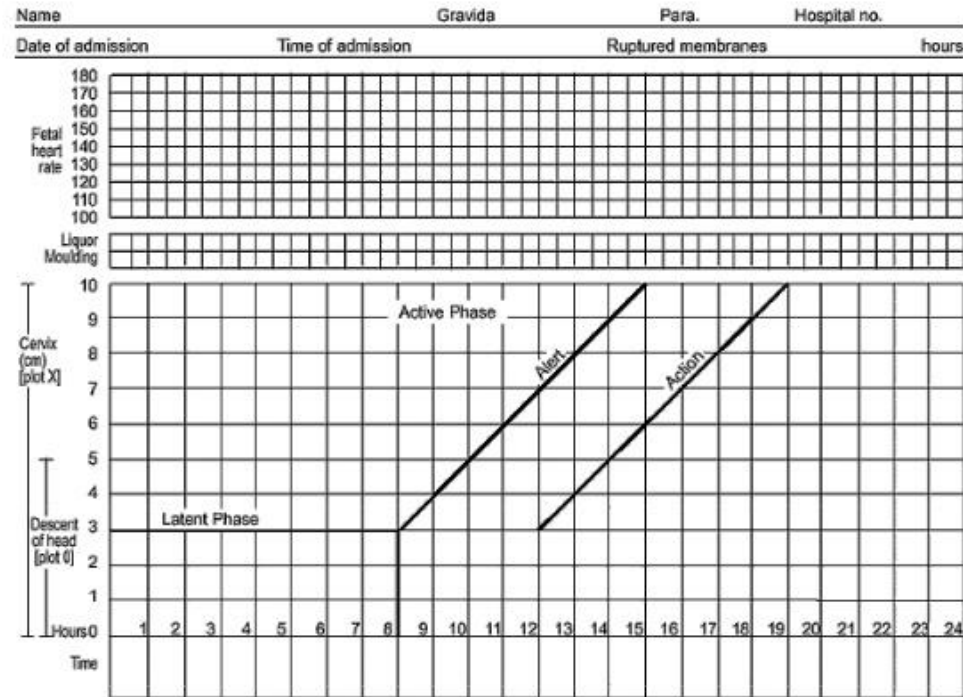 Name Gravida Para. Hospital no.
Date of admission Time of admission Ruptured membranes hours
180
170
160
Fetal 150
heart 140
rate 130
120
110
100
Liquor
Moulding
10
Active Phase
9
Cervix
(cm) 8
[plot X]
Alert
Action
7
6
5
4
Latent Phase
Descent 3
of head
[plot 0] 2
1
Hours 0 1 2 3 4 5 6 7 8 9 10 11 12 13 14 15 16 17 18 19 20 21 22 23 24
Time